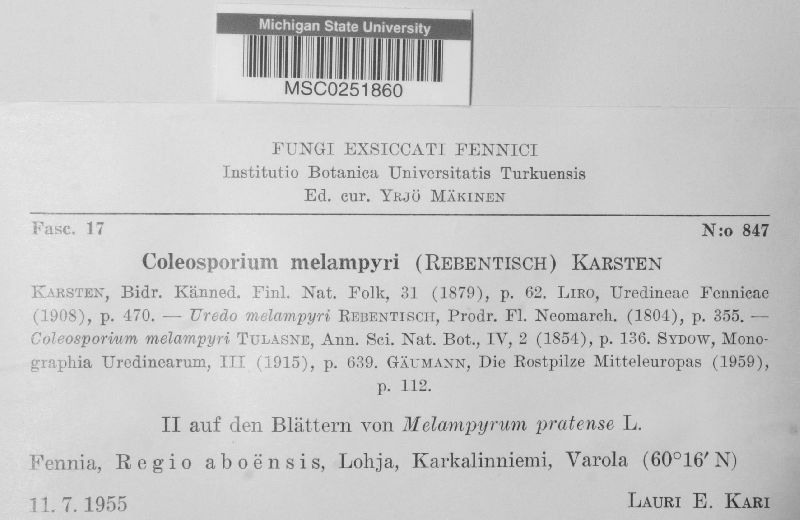 Michigan State University
MSC0251860
FUNGI EXSICCATI FENNICI
Institutio Botanica Universitatis Turkuensis
Ed. cur. YRJÖ MÄKINEN
Fasc. 17 N:o 847
Coleosporium melampyri (REBENTISCH) KARSTEN
KARSTEN, Bidr. Känned. Finl. Nat. Folk, 31 (1879), p. 62. LIRO, Uredineae Fennicae
(1908), p. 470. — Uredo melampyri REBENTISCH, Prodr. Fl. Neomarch. (1804), p. 355. —
Coleosporium melampyri TULASNE, Ann. Sci. Nat. Bot., IV, 2 (1854), p. 136. SYDOW, Mono-
graphia Uredinearum, III (1915), p. 639. GÄUMANN, Die Rostpilze Mitteleuropas (1959),
p. 112.
II auf den Blättern von Melampyrum pratense L.
Fennia, Regio aboënsis, Lohja, Karkalinniemi, Varola (60°16′ N)
11. 7. 1955 LAURI E. KARI